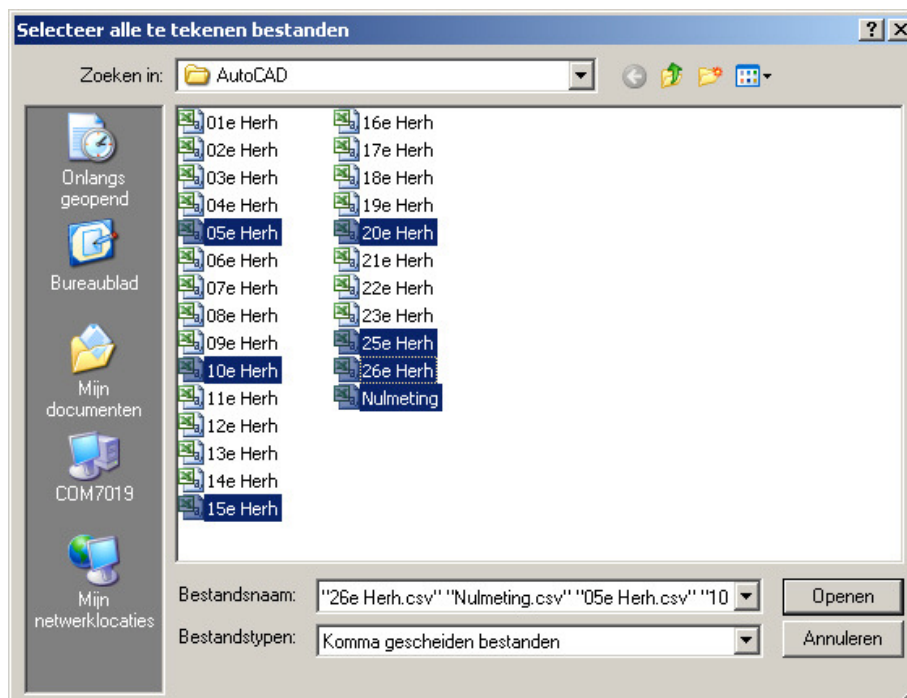 Selecteer alle te tekenen bestanden
Zoeken in:
AutoCAD
Onlangs
geopend
Bureaublad
Mijn
documenten
COM7019
Mijn
netwerklocaties
01e Herh
02e Herh
03e Herh
04e Herh
05e Herh
06e Herh
07e Herh
08e Herh
09e Herh
10e Herh
11e Herh
12e Herh
13e Herh
14e Herh
15e Herh
16e Herh
17e Herh
18e Herh
19e Herh
20e Herh
21e Herh
22e Herh
23e Herh
25e Herh
26e Herh
Nulmeting
Bestandsnaam:
"26e Herh.csv" "Nulmeting.csv" "05e Herh.csv" "10
Openen
Bestandstypen:
Komma gescheiden bestanden
Annuleren